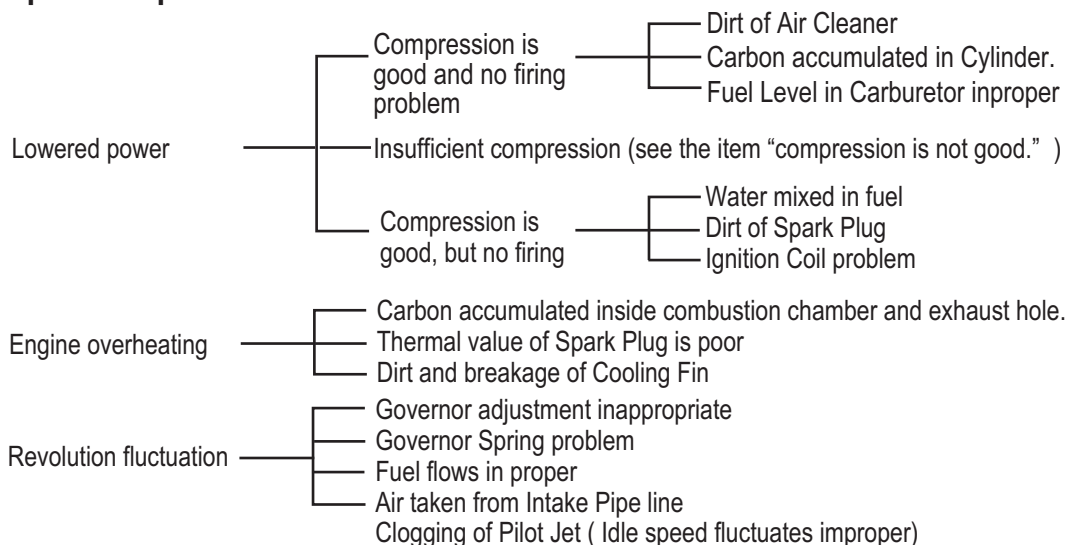 Compression is
good and no firing
problem
Dirt of Air Cleaner
Carbon accumulated in Cylinder.
Fuel Level in Carburetor inproper
Lowered power
Insufficient compression (see the item “compression is not good.” )
Compression is
good, but no firing
Water mixed in fuel
Dirt of Spark Plug
Ignition Coil problem
Engine overheating
Carbon accumulated inside combustion chamber and exhaust hole.
Thermal value of Spark Plug is poor
Dirt and breakage of Cooling Fin
Revolution fluctuation
Governor adjustment inappropriate
Governor Spring problem
Fuel flows in proper
Air taken from Intake Pipe line
Clogging of Pilot Jet ( Idle speed fluctuates improper)